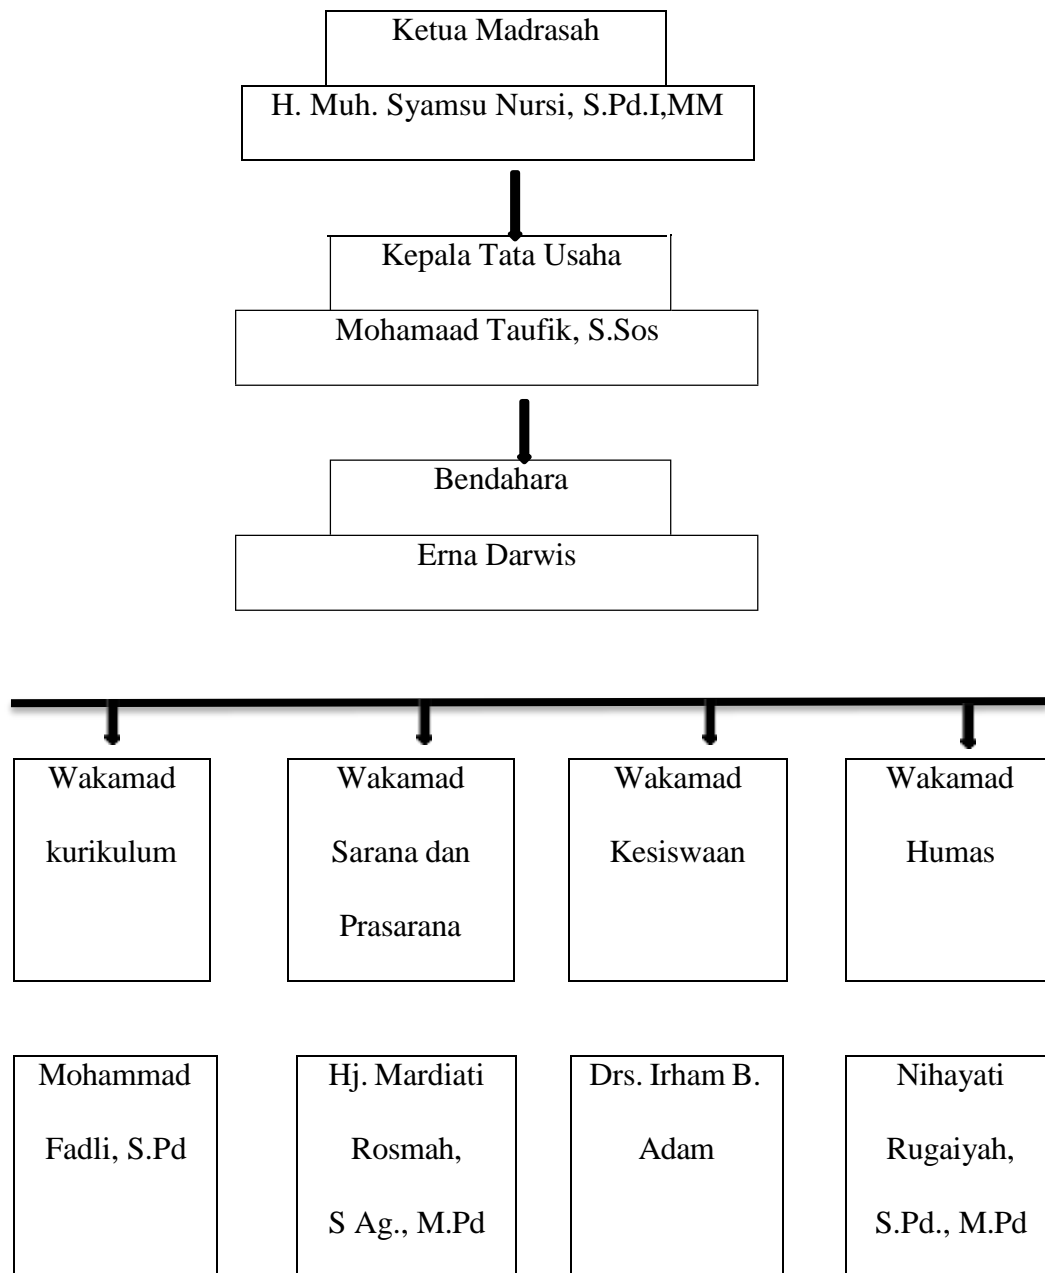 Ketua Madrasah
H. Muh. Syamsu Nursi, S.Pd.I,MM
Kepala Tata Usaha
Mohamaad Taufik, S.Sos
Bendahara
Erna Darwis
Wakamad
kurikulum
Wakamad
Sarana dan
Prasarana
Wakamad
Kesiswaan
Wakamad
Humas
Mohammad
Fadli, S.Pd
Hj. Mardiati
Rosmah,
S Ag., M.Pd
Drs. Irham B.
Adam
Nihayati
Rugaiyah,
S.Pd., M.Pd